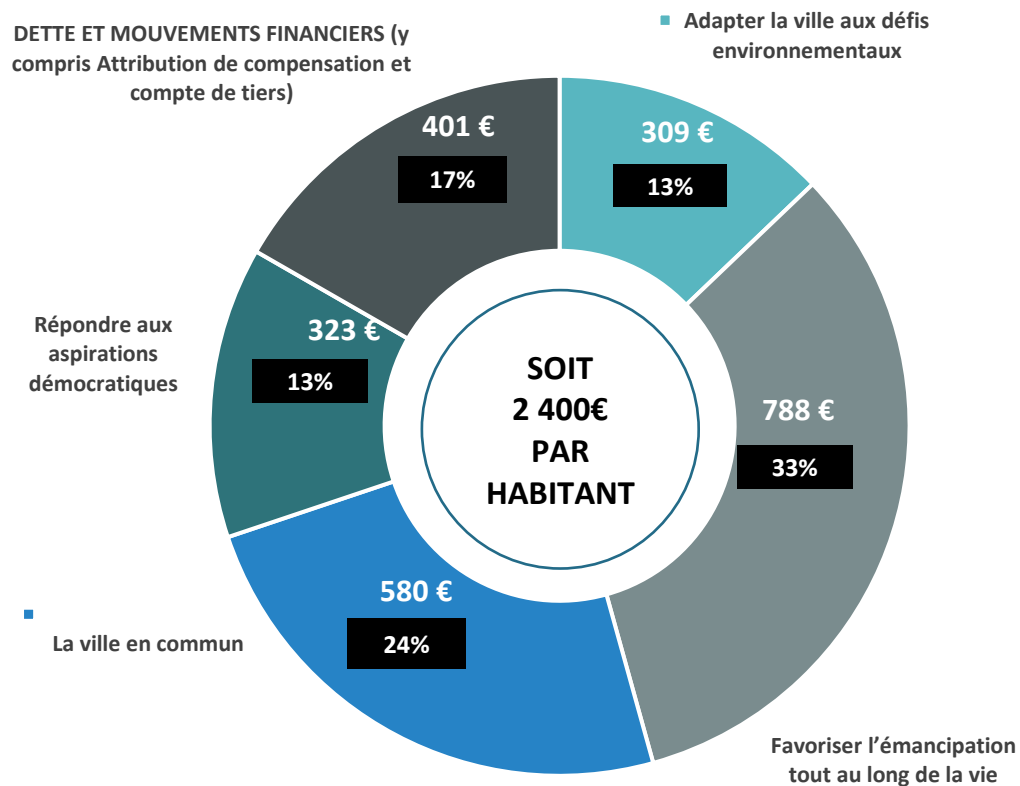 DETTE ET MOUVEMENTS FINANCIERS (y
compris Attribution de compensation et
compte de tiers)
Adapter la ville aux défis
environnementaux
401 €
17%
309 €
13%
Répondre aux
aspirations
démocratiques
323 €
13%
SOIT
2 400€
PAR
HABITANT
788 €
33%
580 €
24%
La ville en commun
Favoriser l’émancipation
tout au long de la vie